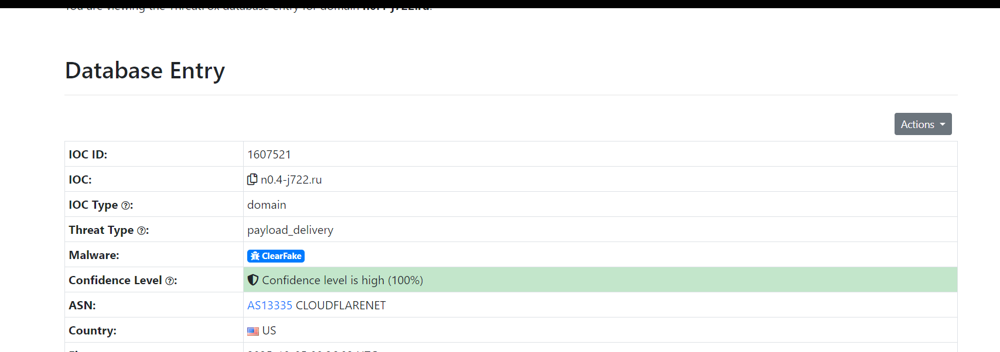 You are viewing the ThreatFox database entry for domain n0.4-j722.ru.
Database Entry
Actions
IOC ID: 1607521
IOC: n0.4-j722.ru
IOC Type ?: domain
Threat Type ?: payload_delivery
Malware: ClearFake
Confidence Level ?: Confidence level is high (100%)
ASN: AS13335 CLOUDFLARENET
Country: US